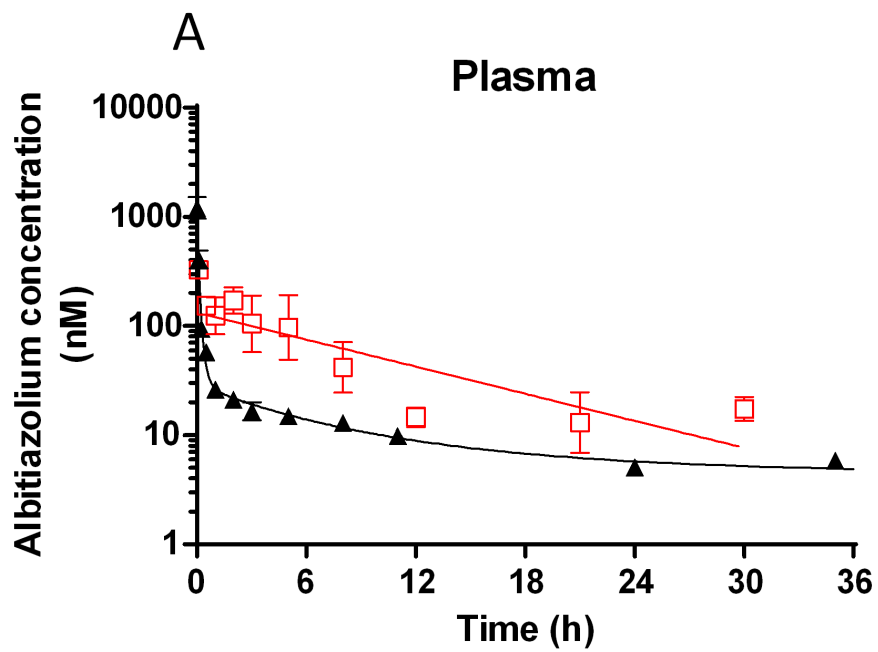 A
Plasma
Albitiazolium concentration
(nM)
10000
1000
100
10
1
0 6 12 18 24 30 36
Time (h)